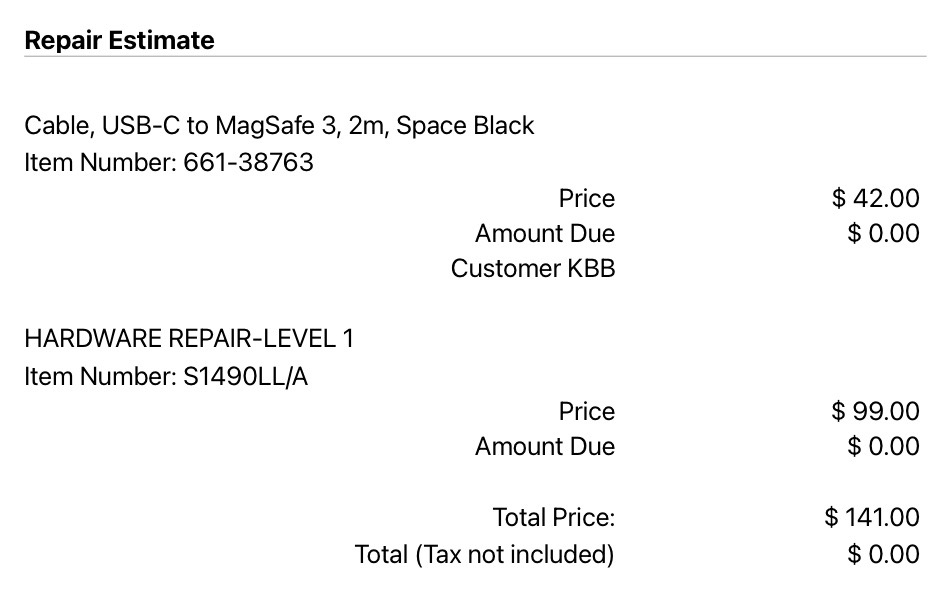 Repair Estimate
Cable, USB-C to MagSafe 3, 2m, Space Black
Item Number: 661-38763
Price $ 42.00
Amount Due $ 0.00
Customer KBB
HARDWARE REPAIR-LEVEL 1
Item Number: S1490LL/A
Price $ 99.00
Amount Due $ 0.00
Total Price: $ 141.00
Total (Tax not included) $ 0.00